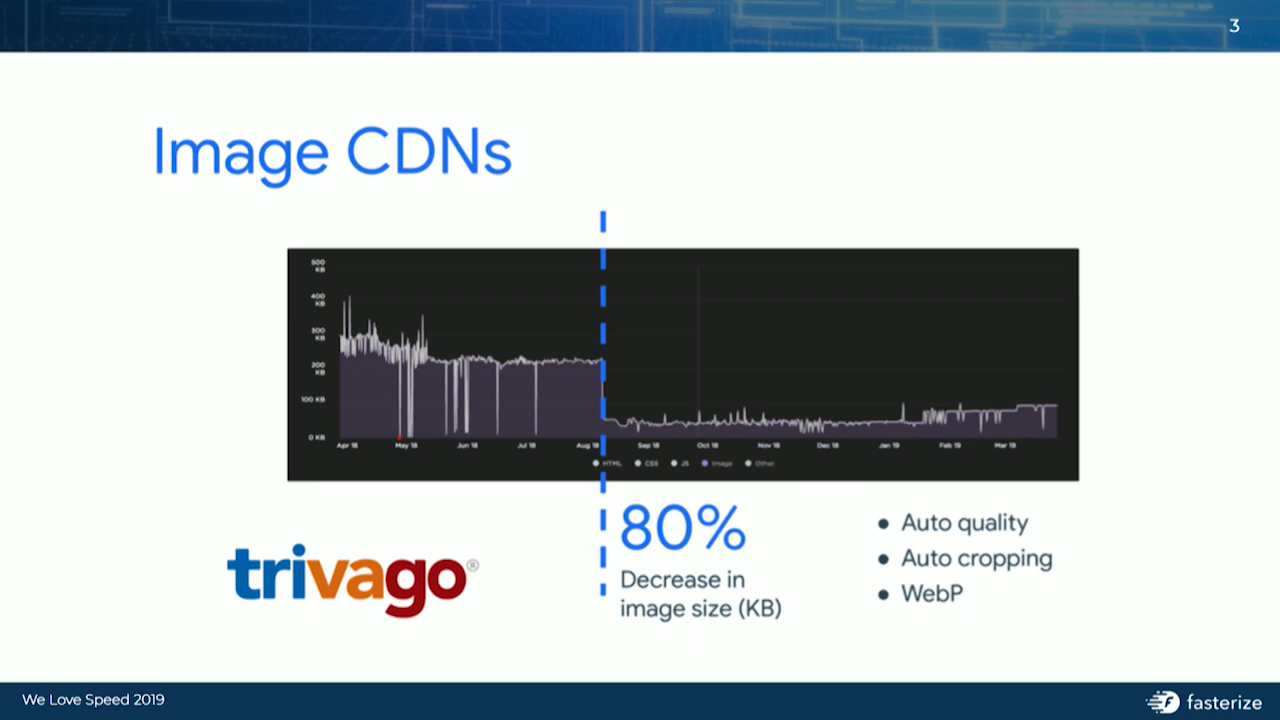 3
Image CDNs
500
KB
400
KB
300
KB
200
KB
100 KB
0 KB
Apr 18 May 18 Jun 18 Jul 18 Aug 18 Sep 18 Oct 18 Nov 18 Dec 18 Jan 19 Feb 19 Mar 19
HTML CSS JS Image Other
80%
Decrease in
image size (KB)
● Auto quality
● Auto cropping
● WebP
trivago®
We Love Speed 2019
fasterize